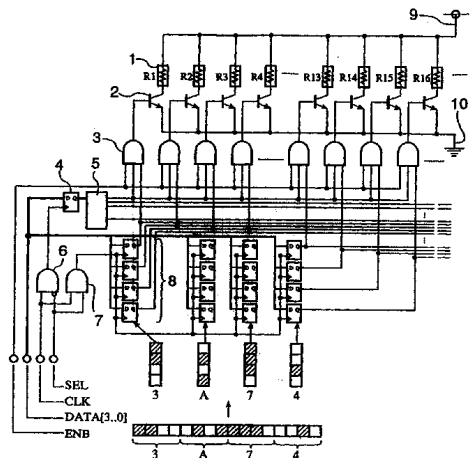 9
1
R1 R2 R3 R4 R13 R14 R15 R16
2
10
3
4 5
6
8
7
3 A 7 4
SEL
CLK
DATA[3..0]
ENB
3 A 7 4